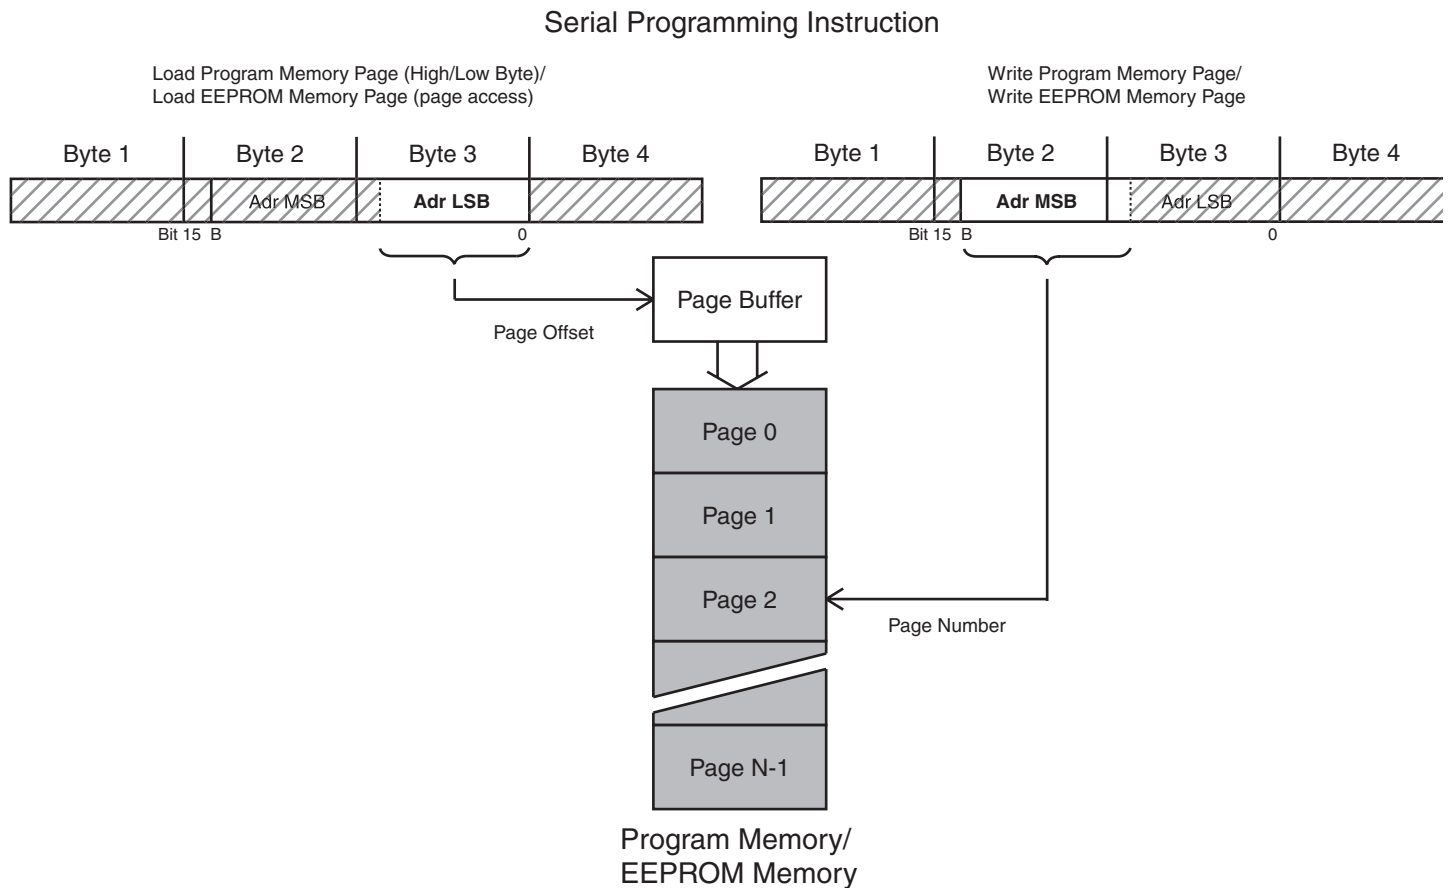 Serial Programming Instruction
Load Program Memory Page (High/Low Byte)/
Load EEPROM Memory Page (page access)
Write Program Memory Page/
Write EEPROM Memory Page
Byte 1
Byte 2
Byte 3
Byte 4
Byte 1
Byte 2
Byte 3
Byte 4
Adr MSB
Adr LSB
Adr MSB
Adr LSB
Bit 15 B
0
Bit 15 B
0
Page Buffer
Page Offset
Page 0
Page 1
Page 2
Page Number
Page N-1
Program Memory/
EEPROM Memory